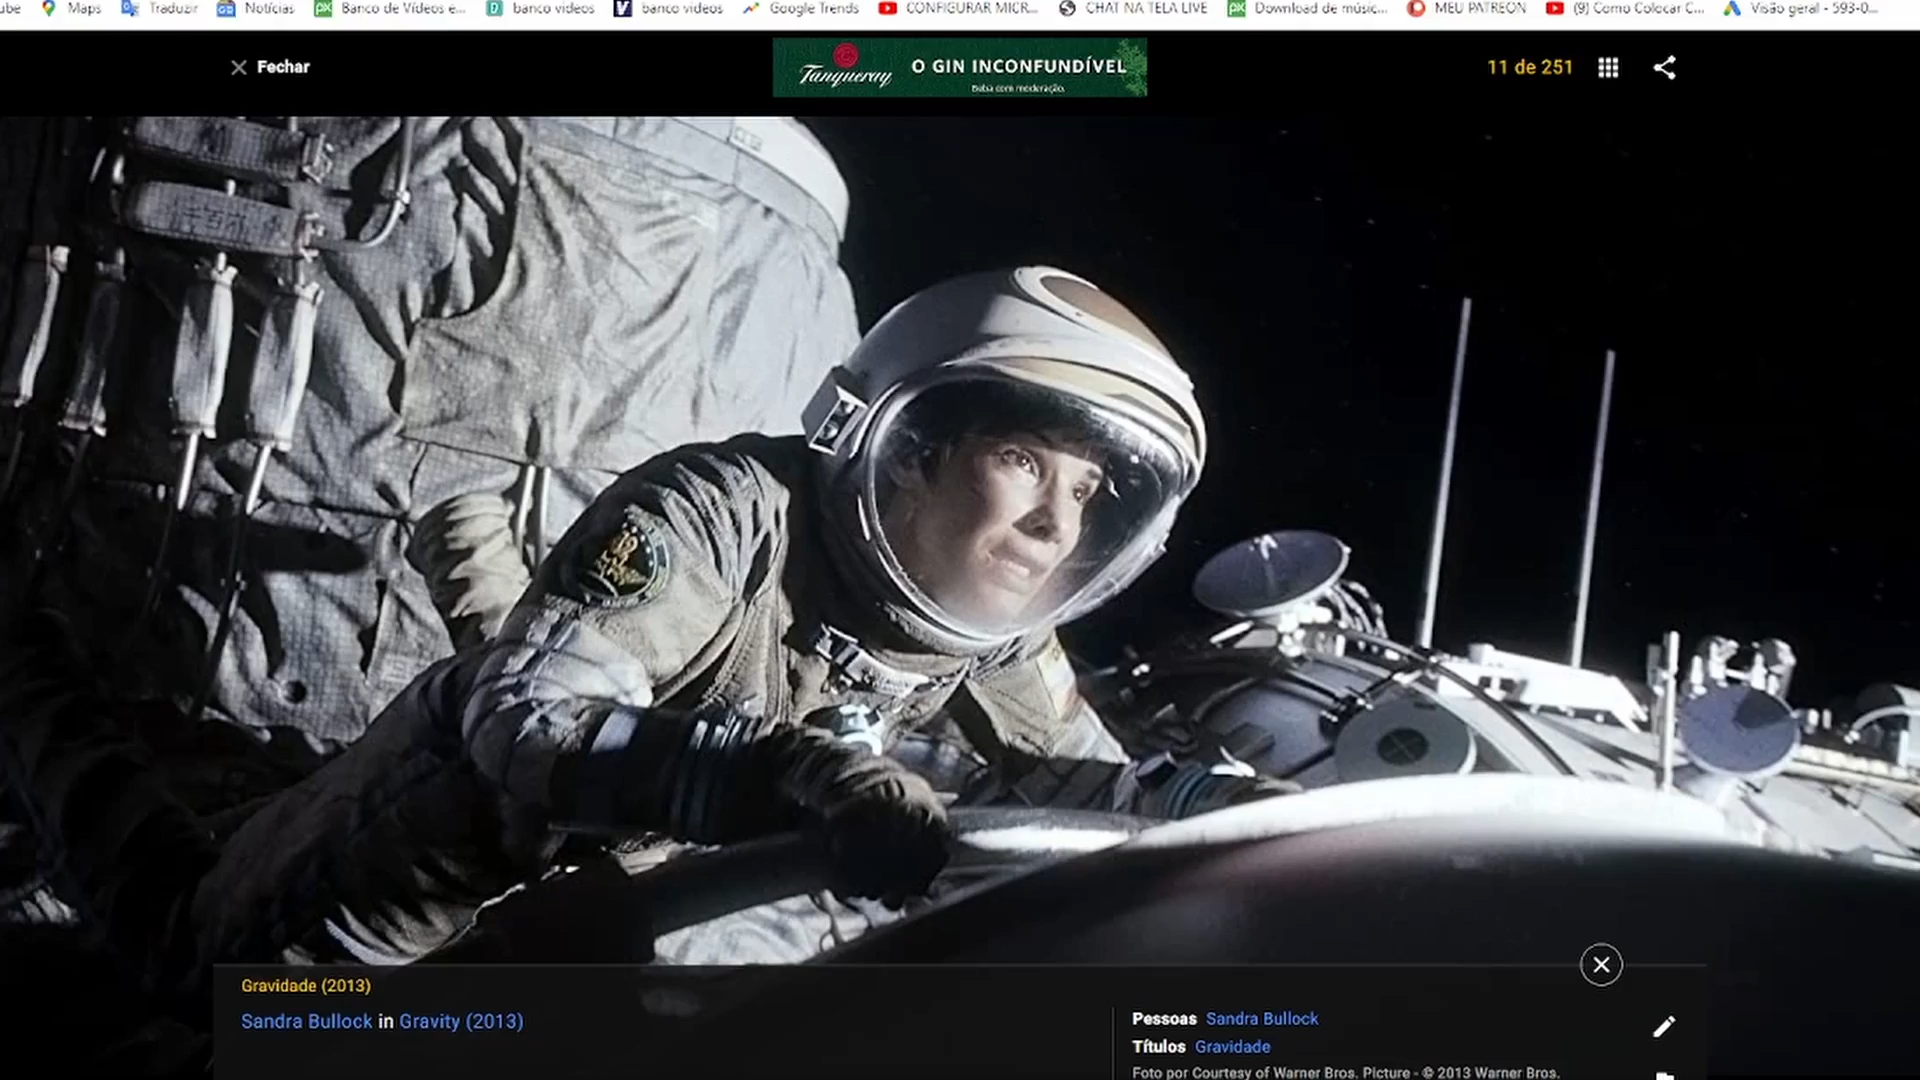 ube Maps Traduzir Notícias Banco de Vídeos e... banco videos banco videos Google Trends CONFIGURAR MICR... CHAT NA TELA LIVE Download de músic... MEU PATREON (9) Como Colocar C... Visão geral - 593-0...
Fechar
Tanqueray
O GIN INCONFUNDÍVEL
Beba com moderação.
11 de 251
Gravidade (2013)
Sandra Bullock in Gravity (2013)
Pessoas Sandra Bullock
Títulos Gravidade
Foto por Courtesy of Warner Bros. Picture - © 2013 Warner Bros.